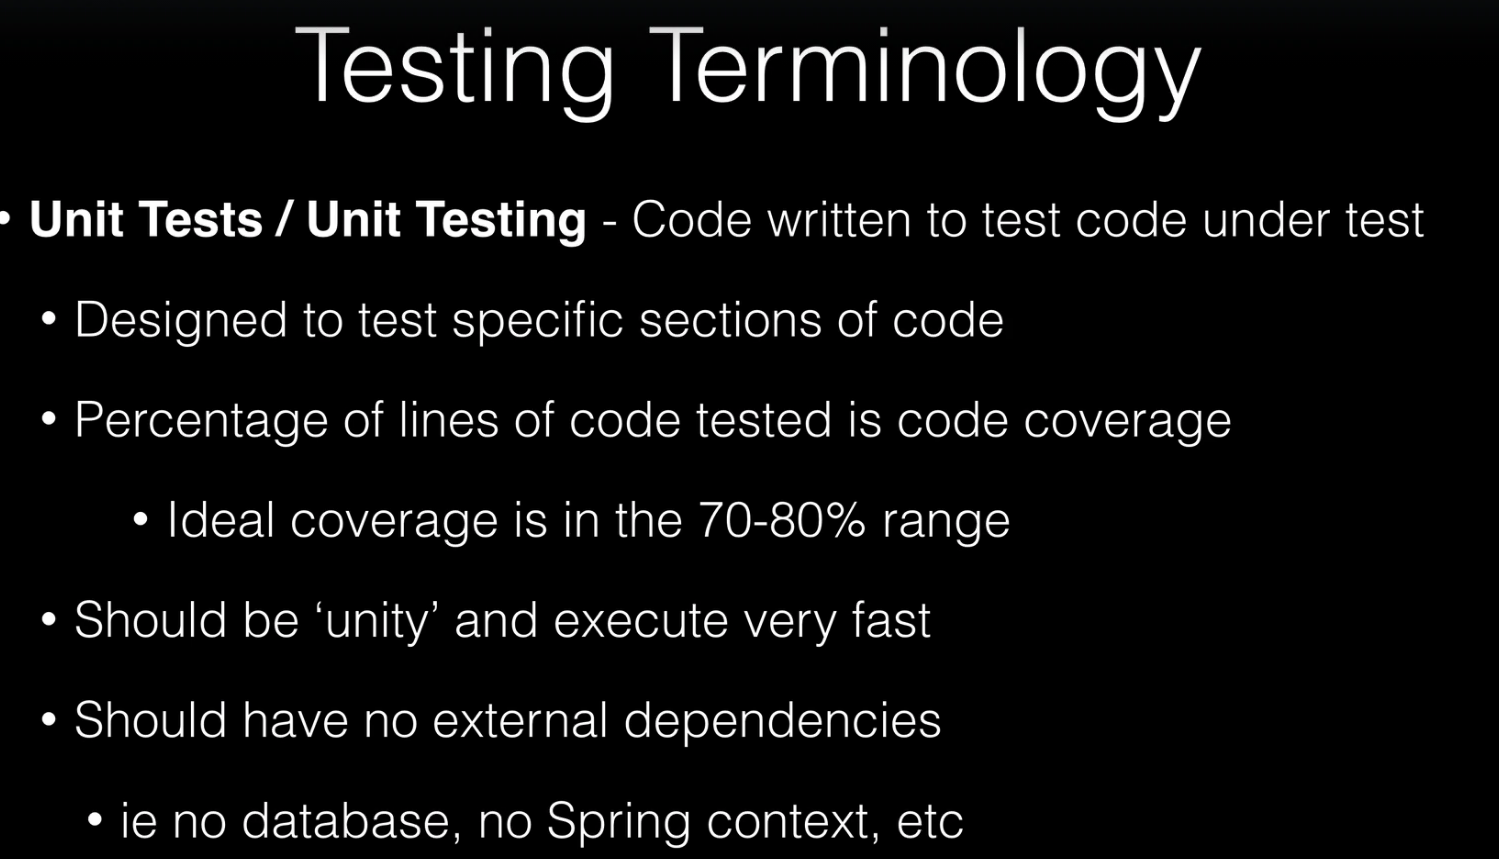 Testing Terminology
• Unit Tests / Unit Testing - Code written to test code under test
• Designed to test specific sections of code
• Percentage of lines of code tested is code coverage
• Ideal coverage is in the 70-80% range
• Should be ‘unity’ and execute very fast
• Should have no external dependencies
• ie no database, no Spring context, etc